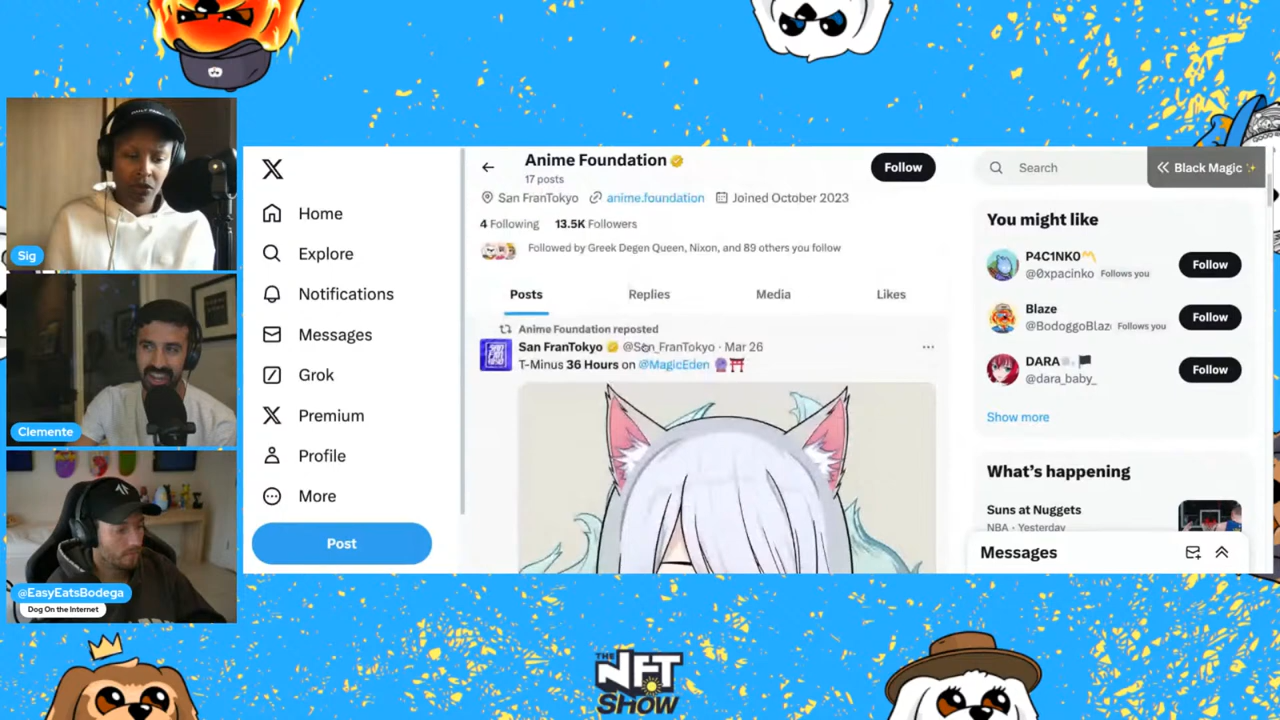 Sig
Clemente
@EasyEatsBodega
Dog On the Internet
Home
Explore
Notifications
Messages
Grok
Premium
Profile
More
Post
Anime Foundation
17 posts
Follow
San FranTokyo
anime.foundation
Joined October 2023
4 Following 13.5K Followers
Followed by Greek Degen Queen, Nixon, and 89 others you follow
Posts Replies Media Likes
Anime Foundation reposted
San FranTokyo @San_FranTokyo · Mar 26
T-Minus 36 Hours on @MagicEden
Search
Black Magic
You might like
P4C1NK0
@0xpacinko Follows you
Follow
Blaze
@BodoggoBlaz Follows you
Follow
DARA
@dara_baby_
Follow
Show more
What's happening
Suns at Nuggets
NBA · Yesterday
Messages
THE
NFT
SHOW